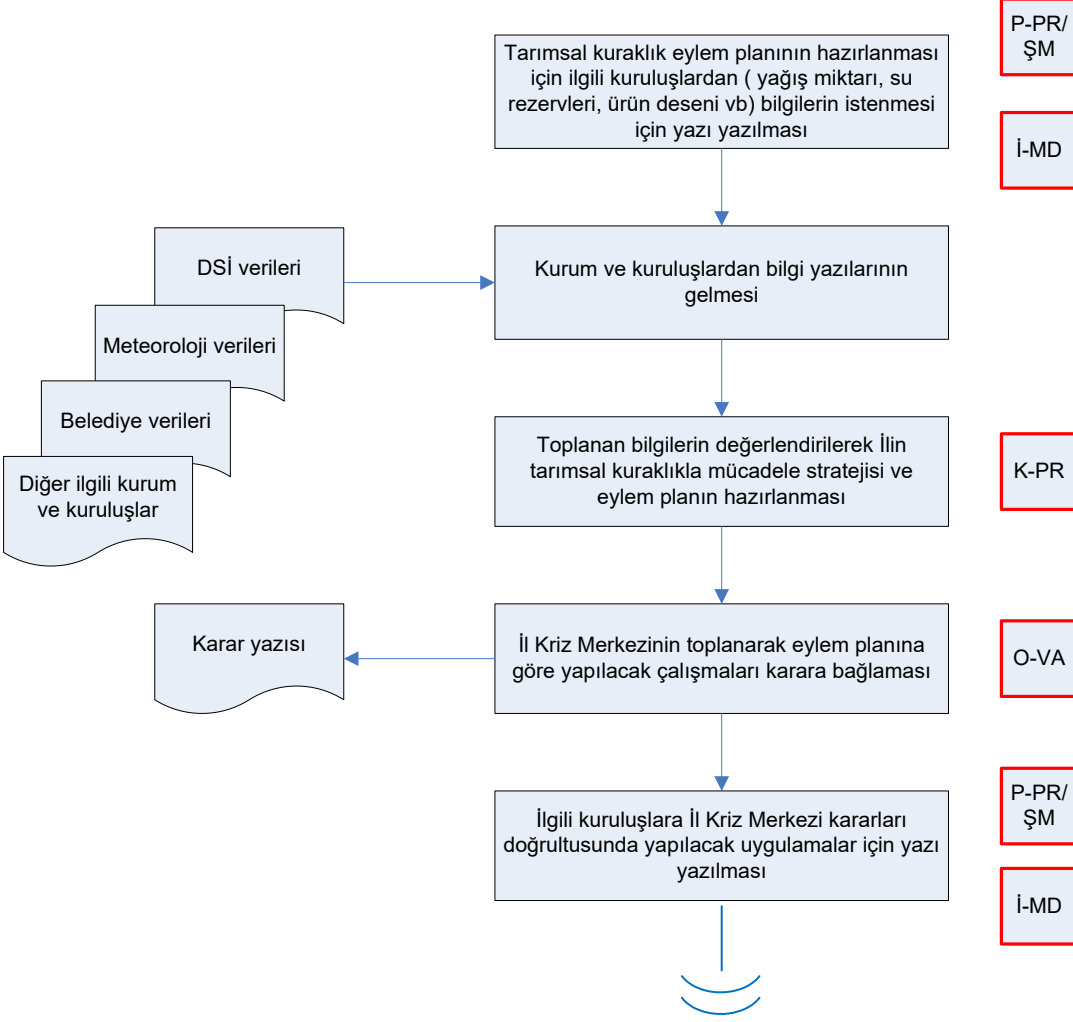 P-PR/
ŞM
Tarımsal kuraklık eylem planının hazırlanması
için ilgili kuruluşlardan ( yağış miktarı, su
rezervleri, ürün deseni vb) bilgilerin istenmesi
için yazı yazılması
İ-MD
DSİ verileri
Kurum ve kuruluşlardan bilgi yazılarının
gelmesi
Meteoroloji verileri
Belediye verileri
Diğer ilgili kurum
ve kuruluşlar
Toplanan bilgilerin değerlendirilerek İlin
tarımsal kuraklıkla mücadele stratejisi ve
eylem planın hazırlanması
K-PR
Karar yazısı
İl Kriz Merkezinin toplanarak eylem planına
göre yapılacak çalışmaları karara bağlaması
O-VA
P-PR/
ŞM
İlgili kuruluşlara İl Kriz Merkezi kararları
doğrultusunda yapılacak uygulamalar için yazı
yazılması
İ-MD